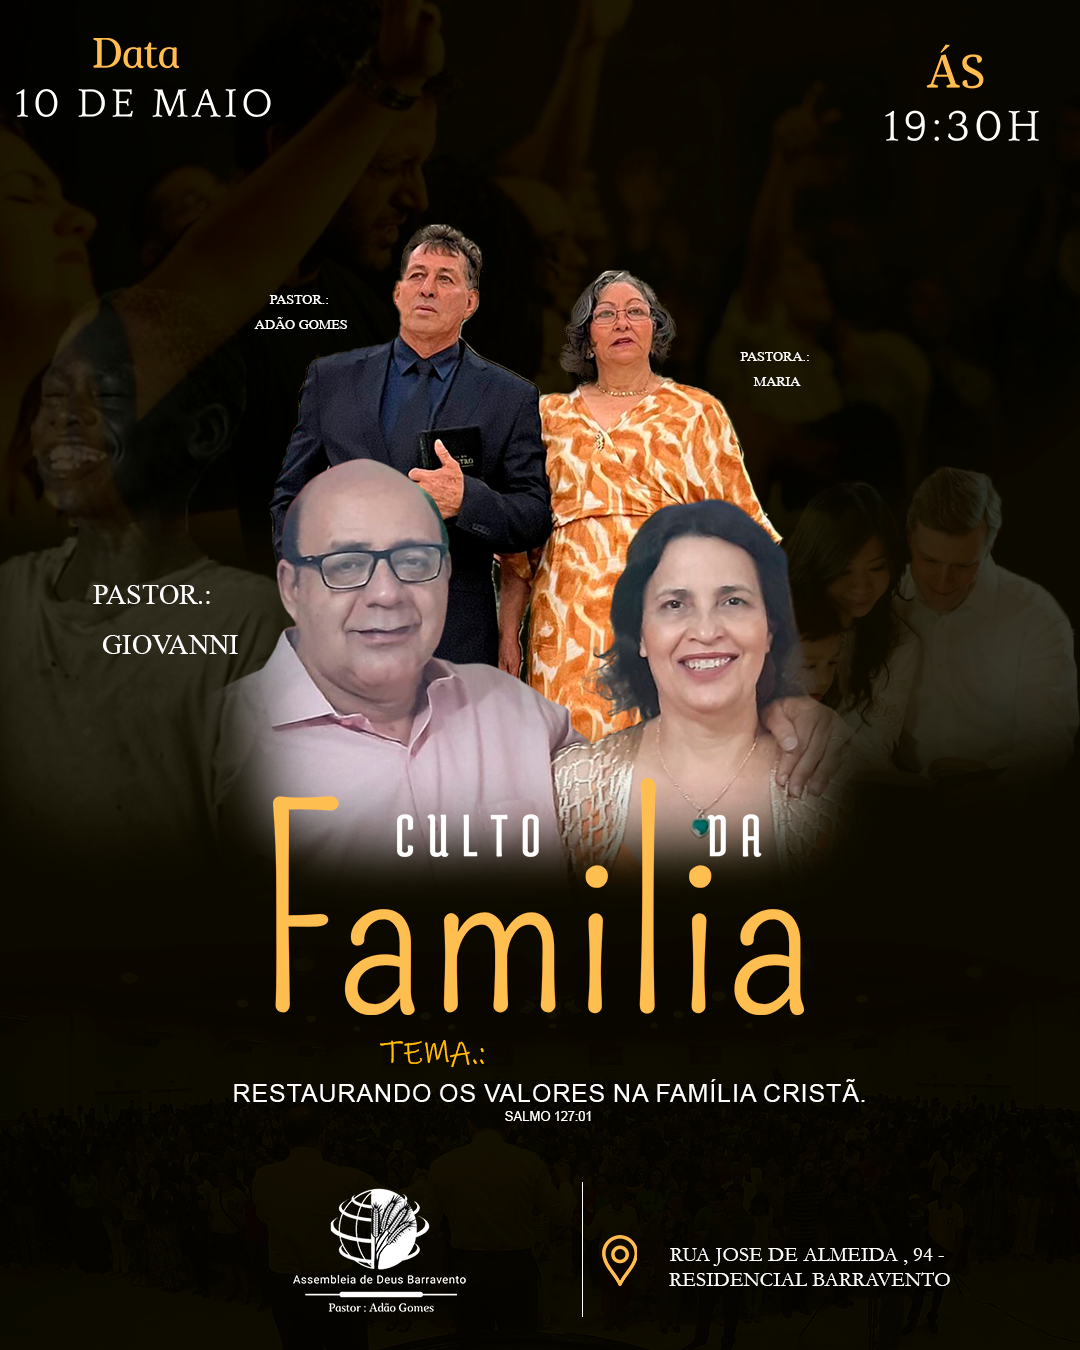 Data
10 DE MAIO
ÁS
19:30H
PASTOR.:
ADÃO GOMES
PASTORA.:
MARIA
PASTOR.:
GIOVANNI
CULTO DA
Familia
TEMA.:
RESTAURANDO OS VALORES NA FAMÍLIA CRISTÃ.
SALMO 127:01
Assembleia de Deus Barravento
Pastor : Adão Gomes
RUA JOSE DE ALMEIDA , 94 -
RESIDENCIAL BARRAVENTO